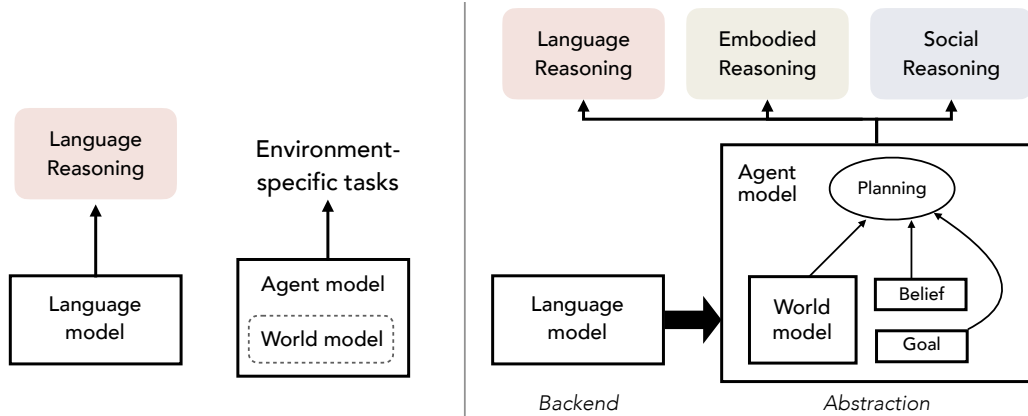 Language
Reasoning
Environment-
specific tasks
Language
model
Agent model
World model
Language
Reasoning
Embodied
Reasoning
Social
Reasoning
Agent
model
Planning
Language
model
World
model
Belief
Goal
Backend
Abstraction